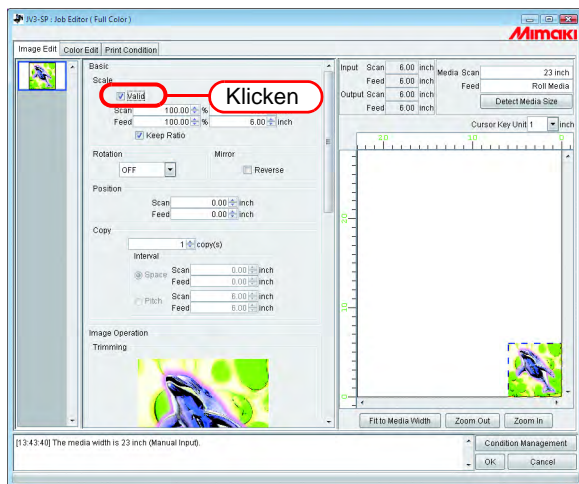 JV3-SP : Job Editor ( Full Color )
Mimaki
Image Edit Color Edit Print Condition
Basic
Scale
Valid
Klicken
Scan 100.00 %
Feed 100.00 % 6.00 inch
Keep Ratio
Rotation Mirror
OFF Reverse
Position
Scan 0.00 inch
Feed 0.00 inch
Copy
1 copy(s)
Interval
Space Scan 0.00 inch
Feed 0.00 inch
Pitch Scan 6.00 inch
Feed 6.00 inch
Image Operation
Trimming
Input Scan 6.00 inch
Feed 6.00 inch
Output Scan 6.00 inch
Feed 6.00 inch
Media Scan 23 inch
Feed Roll Media
Detect Media Size
Cursor Key Unit 1 inch
20 10 0
20
10
0
Fit to Media Width Zoom Out Zoom In
[13:43:40] The media width is 23 inch (Manual Input).
Condition Management
OK Cancel